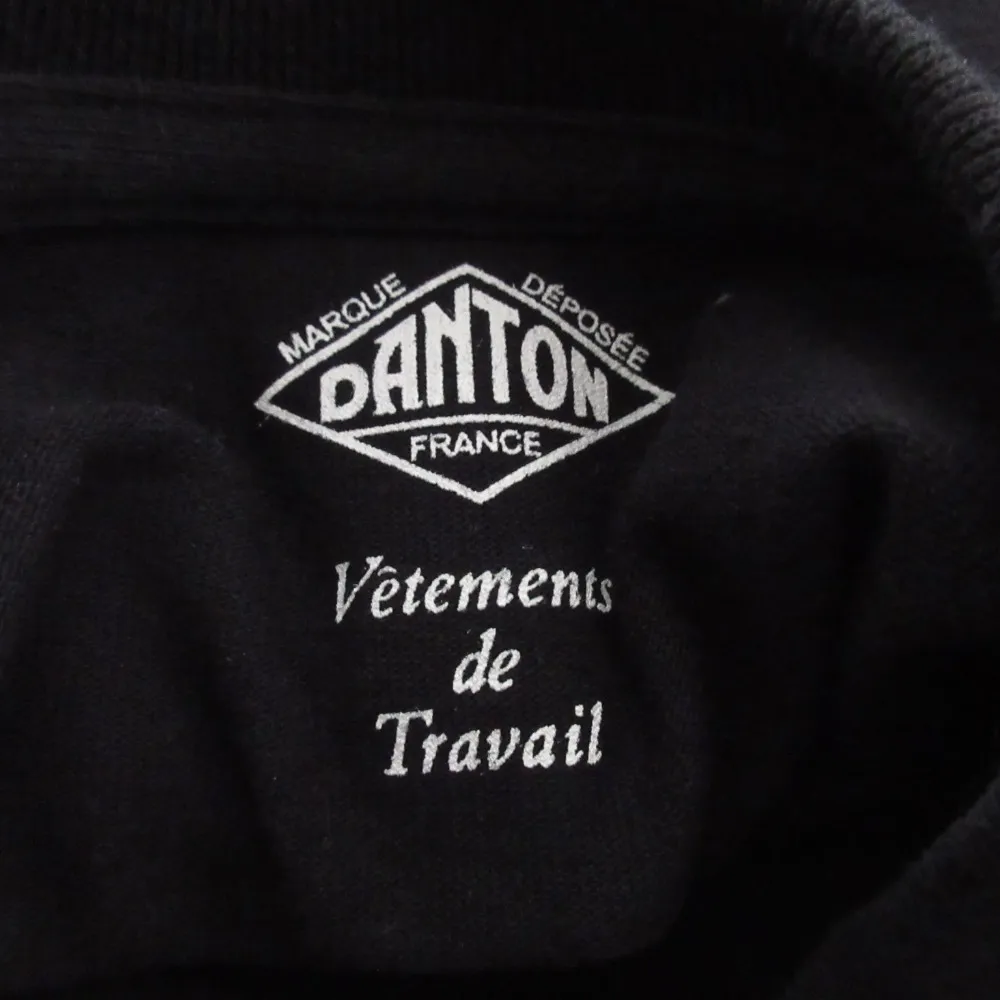 MARQUE DÉPOSÉE
DANTON
FRANCE
Vêtements
de
Travail